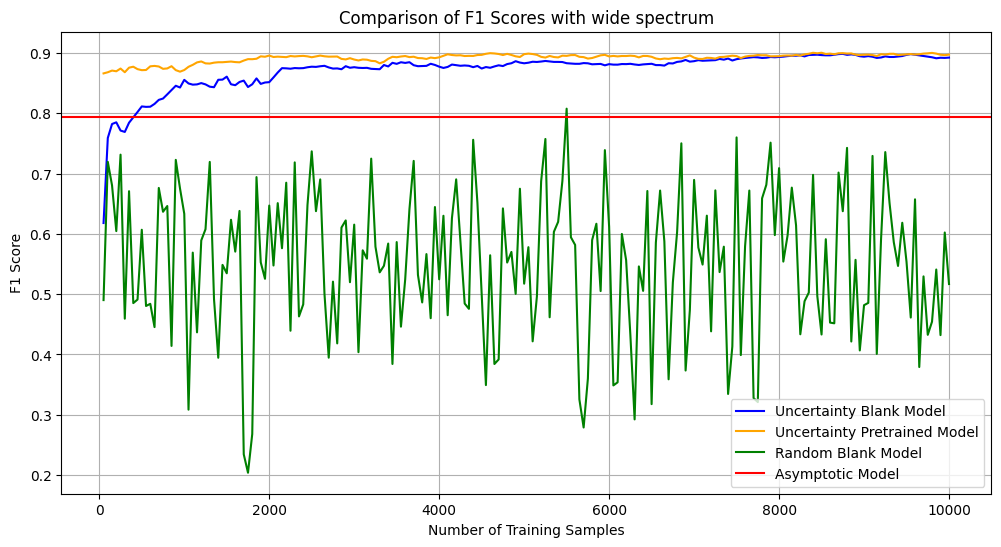 Comparison of F1 Scores with wide spectrum
F1 Score
0.9
0.8
0.7
0.6
0.5
0.4
0.3
0.2
Uncertainty Blank Model
Uncertainty Pretrained Model
Random Blank Model
Asymptotic Model
0 2000 4000 6000 8000 10000
Number of Training Samples